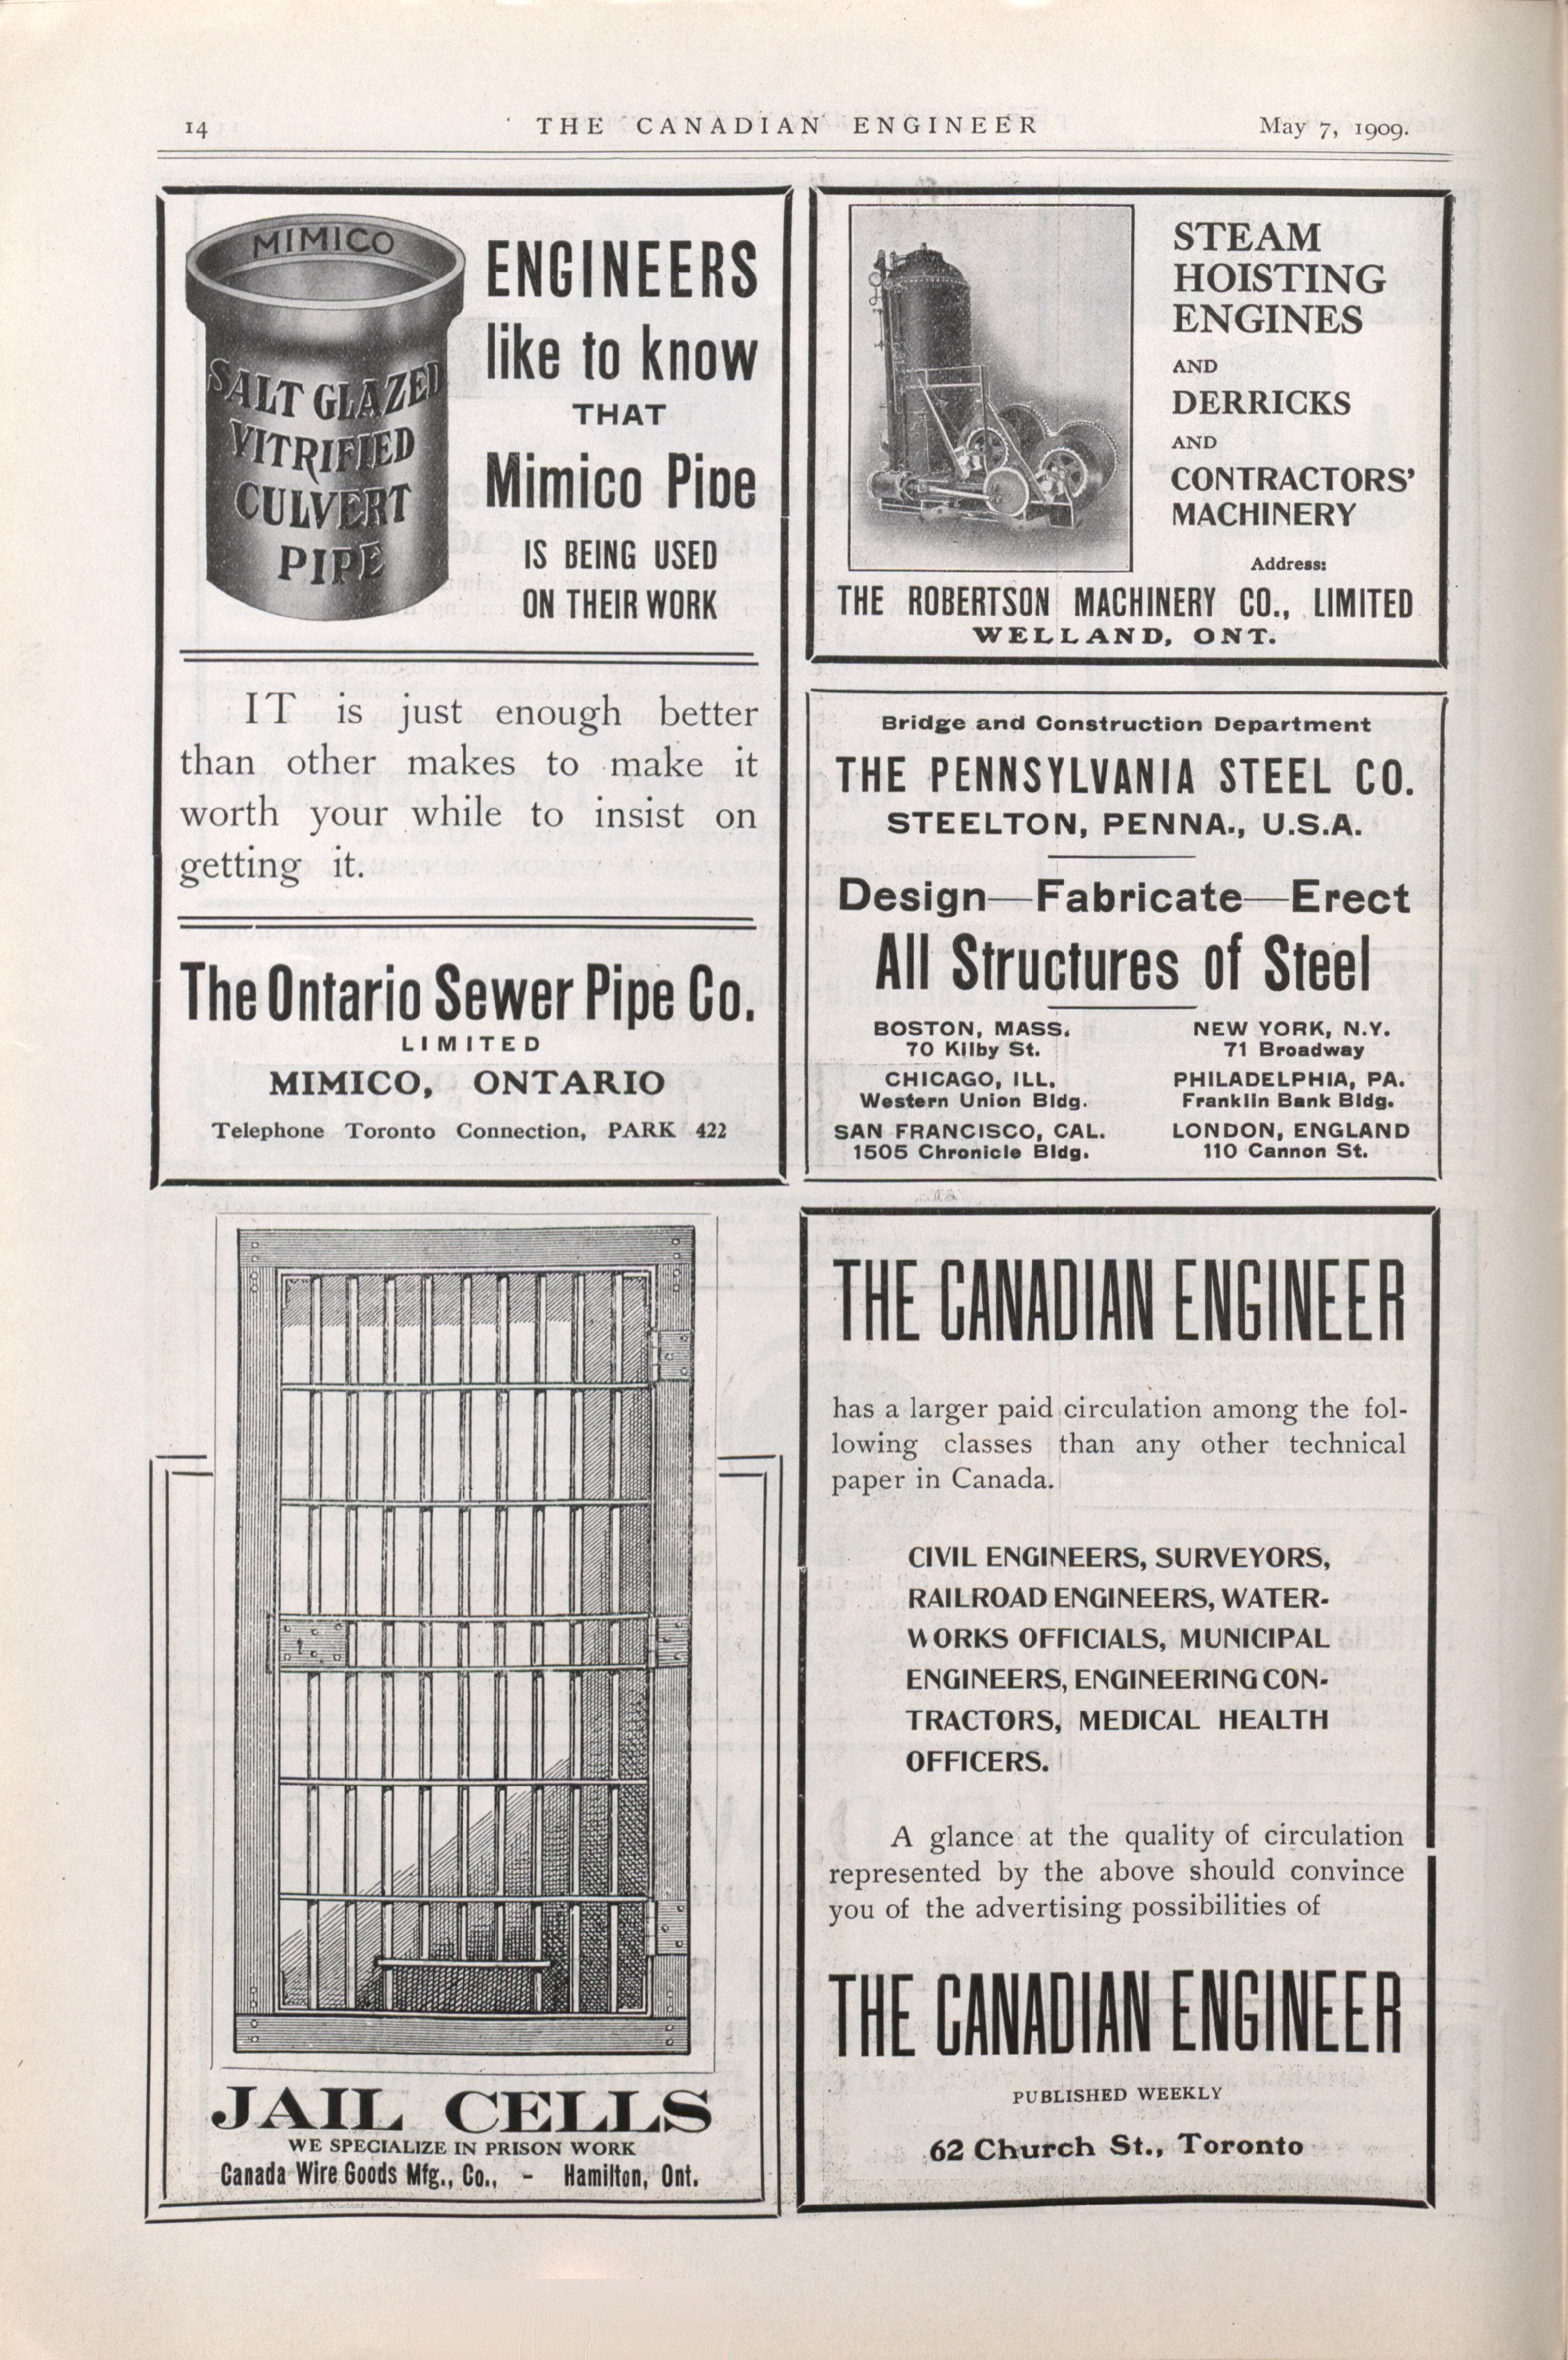 14
THE CANADIAN ENGINEER
May 7, 1909.
MIMICO
SALT GLAZED
VITRIFIED
CULVERT
PIPE
ENGINEERS
like to know
THAT
Mimico Pipe
IS BEING USED
ON THEIR WORK
IT is just enough better
than other makes to make it
worth your while to insist on
getting it.
The Ontario Sewer Pipe Co.
LIMITED
MIMICO, ONTARIO
Telephone Toronto Connection, PARK 422
STEAM
HOISTING
ENGINES
AND
DERRICKS
AND
CONTRACTORS'
MACHINERY
Address:
THE ROBERTSON MACHINERY CO., LIMITED
WELLAND, ONT.
Bridge and Construction Department
THE PENNSYLVANIA STEEL CO.
STEELTON, PENNA., U.S.A.
Design—Fabricate—Erect
All Structures of Steel
BOSTON, MASS.
70 Kilby St.
CHICAGO, ILL.
Western Union Bldg.
SAN FRANCISCO, CAL.
1505 Chronicle Bldg.
NEW YORK, N.Y.
71 Broadway
PHILADELPHIA, PA.
Franklin Bank Bldg.
LONDON, ENGLAND
110 Cannon St.
JAIL CELLS
WE SPECIALIZE IN PRISON WORK
Canada Wire Goods Mfg., Co., - Hamilton, Ont.
THE CANADIAN ENGINEER
has a larger paid circulation among the fol-
lowing classes than any other technical
paper in Canada.
CIVIL ENGINEERS, SURVEYORS,
RAILROAD ENGINEERS, WATER-
WORKS OFFICIALS, MUNICIPAL
ENGINEERS, ENGINEERING CON-
TRACTORS, MEDICAL HEALTH
OFFICERS.
A glance at the quality of circulation
represented by the above should convince
you of the advertising possibilities of
THE CANADIAN ENGINEER
PUBLISHED WEEKLY
62 Church St., Toronto